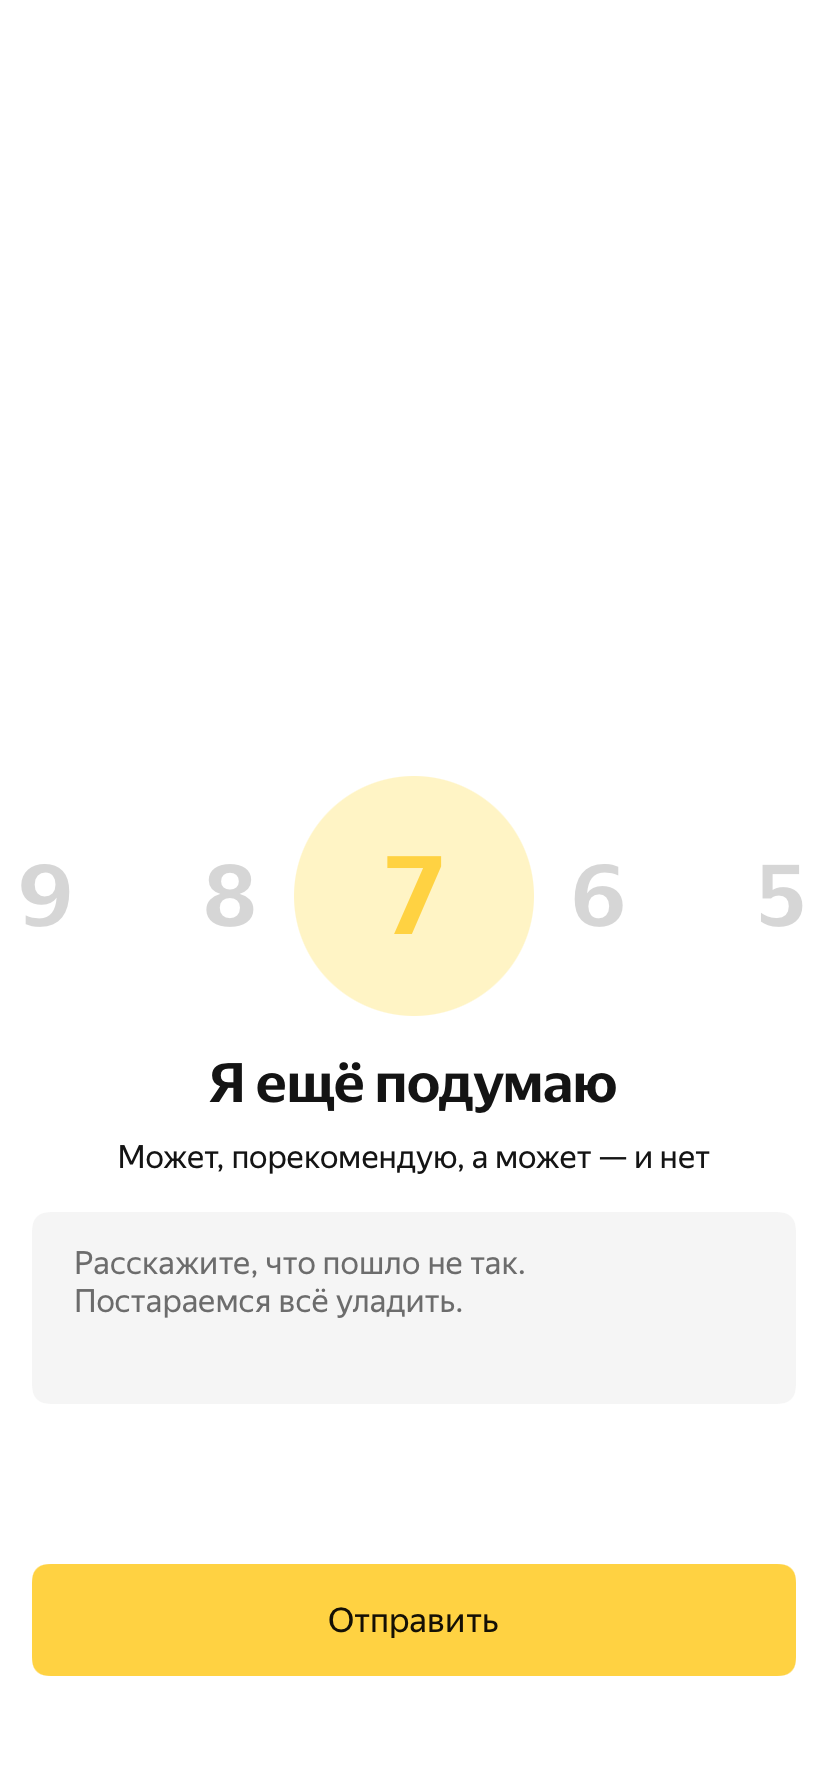 9 8 7 6 5
Я ещё подумаю
Может, порекомендую, а может — и нет
Расскажите, что пошло не так.
Постараемся всё уладить.
Отправить